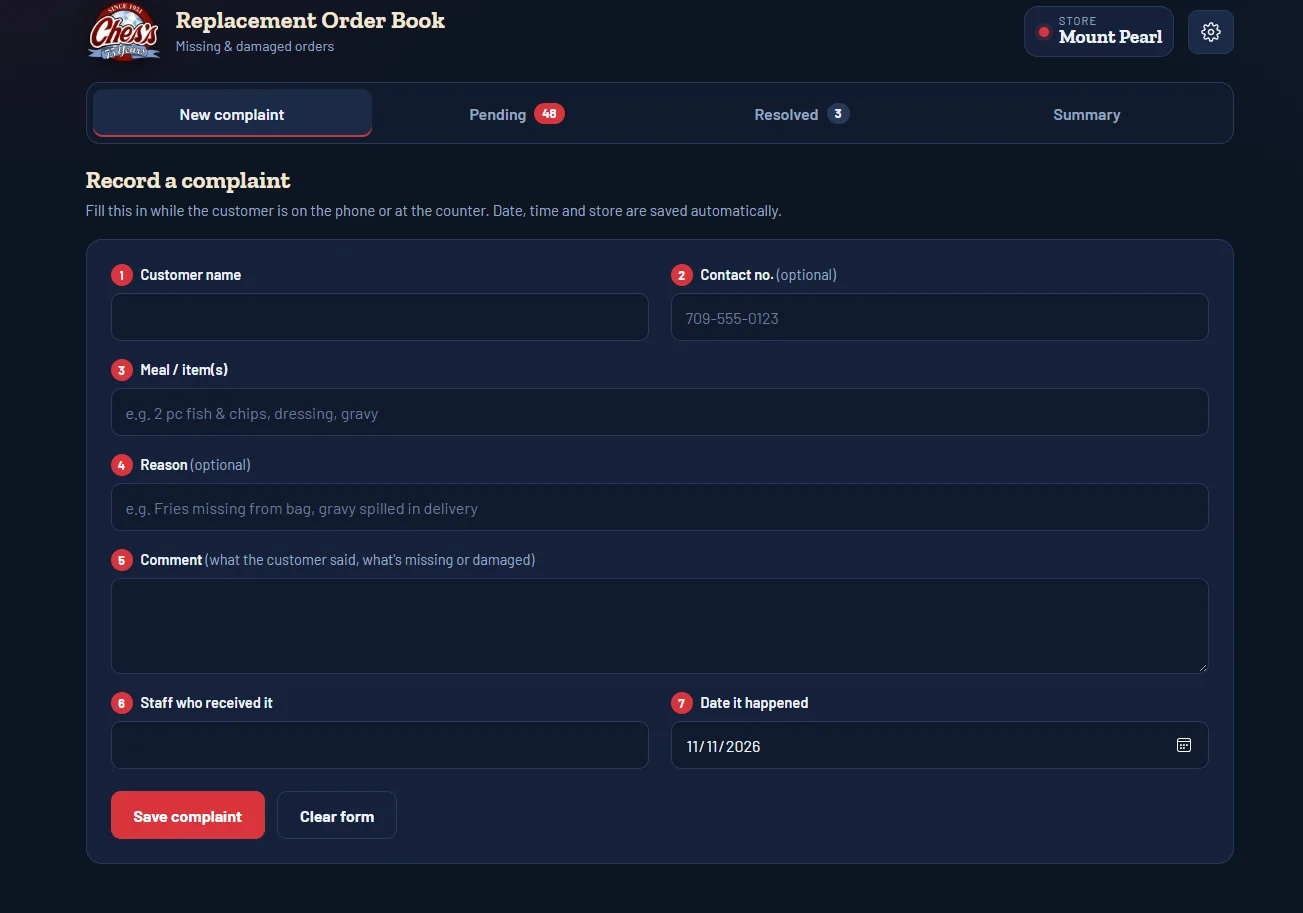 SINCE 1951
Chess's
75 Years
Replacement Order Book
Missing & damaged orders
STORE
Mount Pearl
New complaint
Pending 48
Resolved 3
Summary
Record a complaint
Fill this in while the customer is on the phone or at the counter. Date, time and store are saved automatically.
1 Customer name
2 Contact no. (optional)
709-555-0123
3 Meal / item(s)
e.g. 2 pc fish & chips, dressing, gravy
4 Reason (optional)
e.g. Fries missing from bag, gravy spilled in delivery
5 Comment (what the customer said, what's missing or damaged)
6 Staff who received it
7 Date it happened
11/11/2026
Save complaint
Clear form